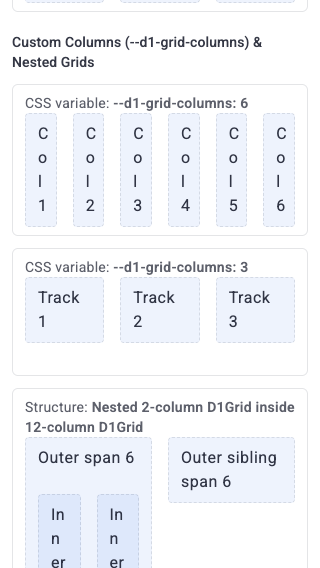 Custom Columns (--d1-grid-columns) &
Nested Grids
CSS variable: --d1-grid-columns: 6
C
o
l
1
C
o
l
2
C
o
l
3
C
o
l
4
C
o
l
5
C
o
l
6
CSS variable: --d1-grid-columns: 3
Track
1
Track
2
Track
3
Structure: Nested 2-column D1Grid inside
12-column D1Grid
Outer span 6
In
n
er
In
n
er
Outer sibling
span 6